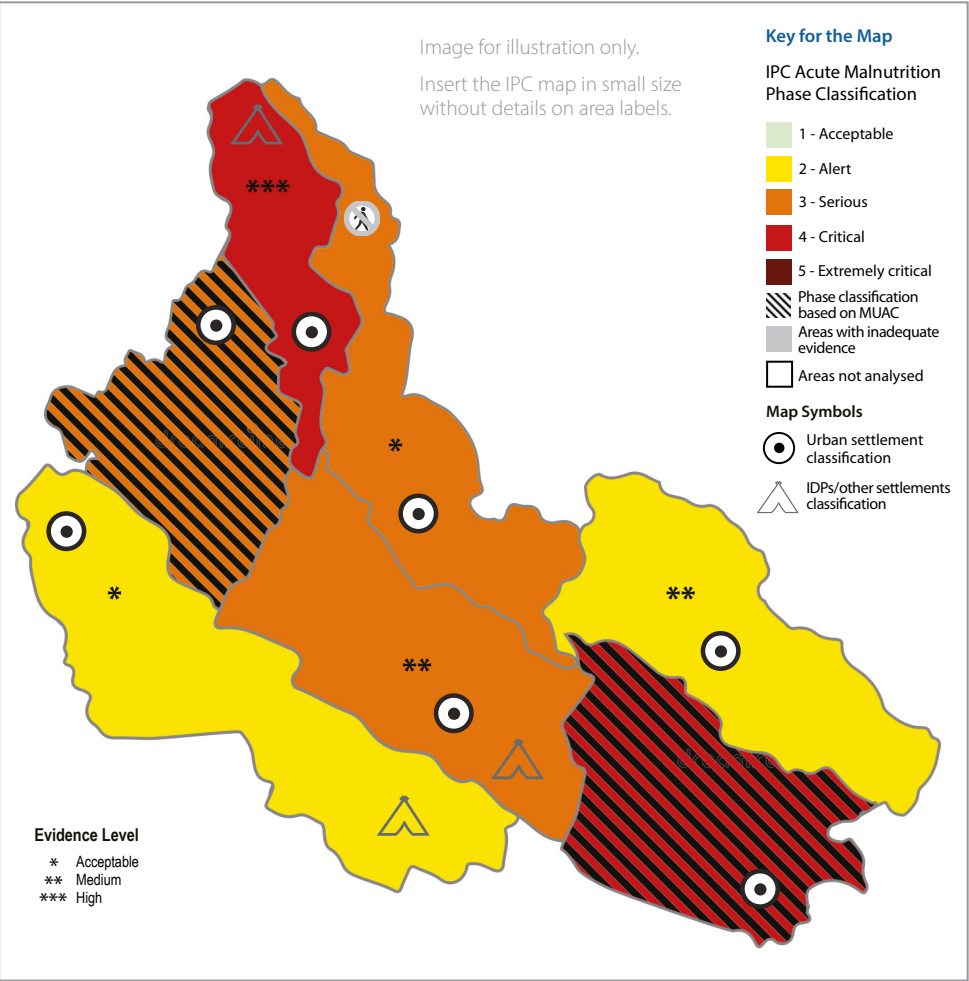 Image for illustration only.
Insert the IPC map in small size
without details on area labels.
Key for the Map
IPC Acute Malnutrition
Phase Classification
1 - Acceptable
2 - Alert
3 - Serious
4 - Critical
5 - Extremely critical
Phase classification
based on MUAC
Areas with inadequate
evidence
Areas not analysed
Map Symbols
Urban settlement
classification
IDPs/other settlements
classification
***
*
*
**
**
Evidence Level
* Acceptable
** Medium
*** High